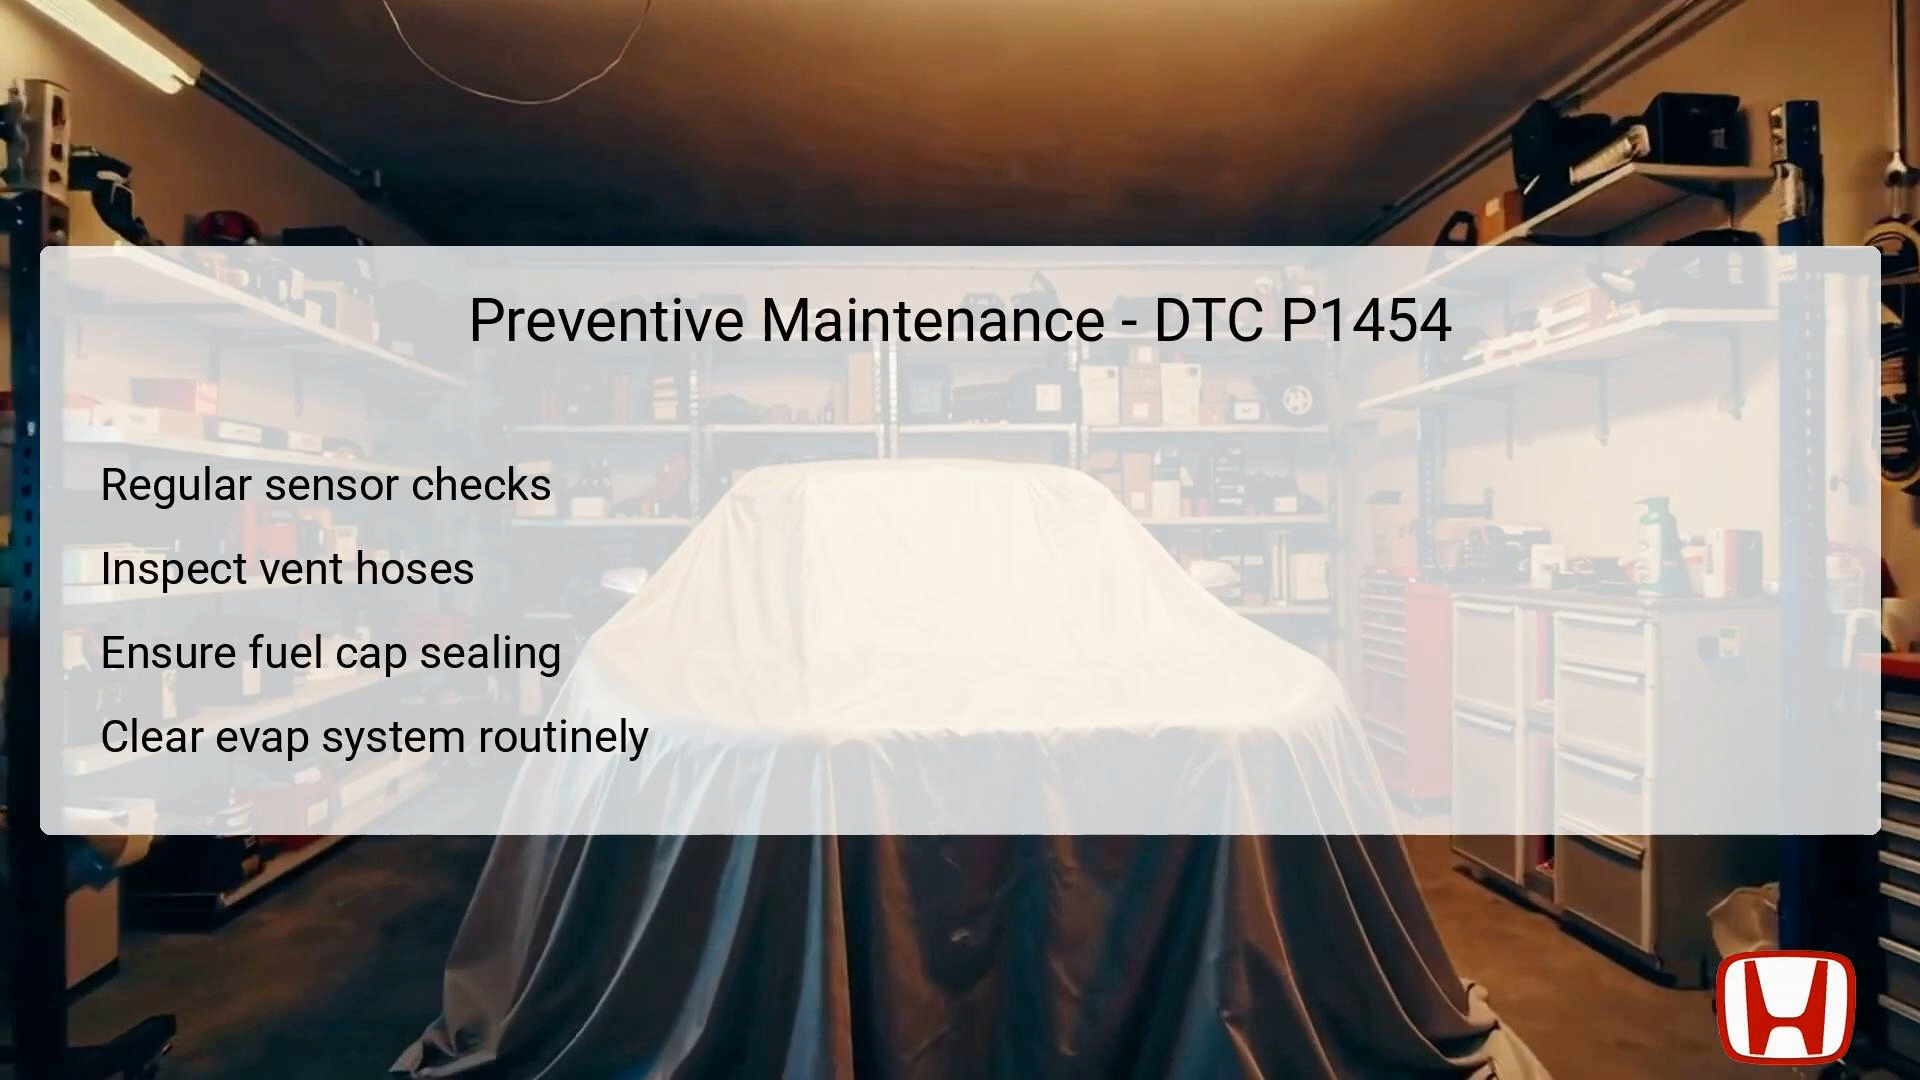 Preventive Maintenance - DTC P1454
Regular sensor checks
Inspect vent hoses
Ensure fuel cap sealing
Clear evap system routinely